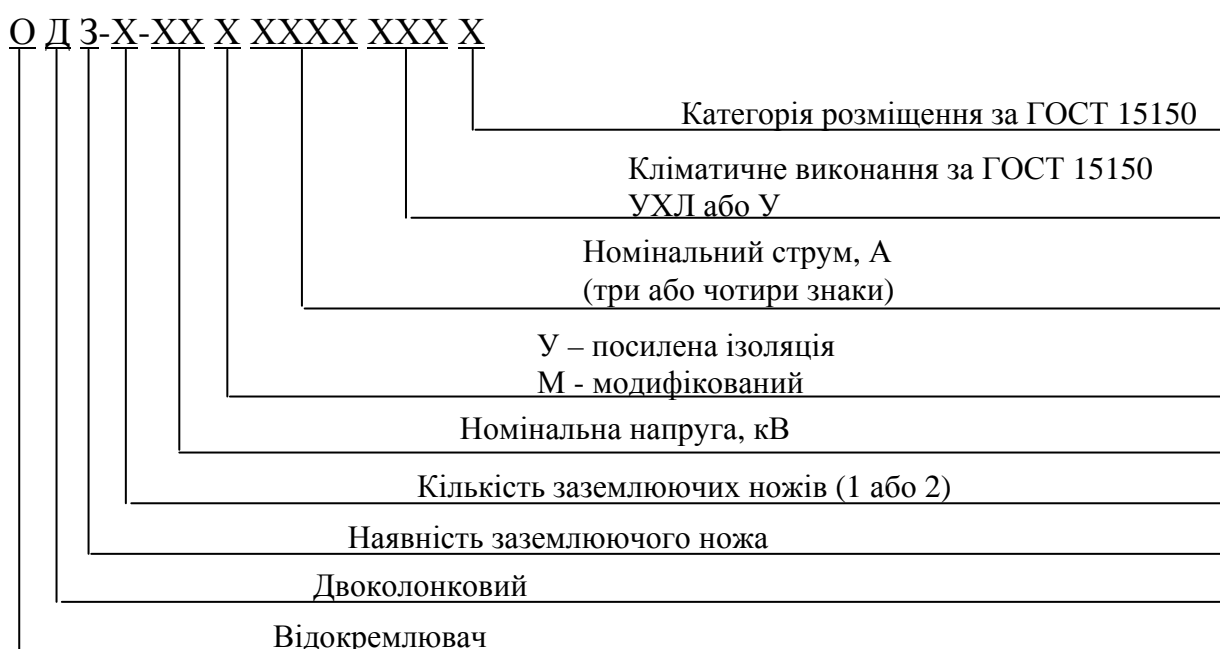 О Д З-Х-ХХ Х ХХХХ ХХХ Х
Категорія розміщення за ГОСТ 15150
Кліматичне виконання за ГОСТ 15150
УХЛ або У
Номінальний струм, А
(три або чотири знаки)
У – посилена ізоляція
М - модифікований
Номінальна напруга, кВ
Кількість заземлюючих ножів (1 або 2)
Наявність заземлюючого ножа
Двоколонковий
Відокремлювач